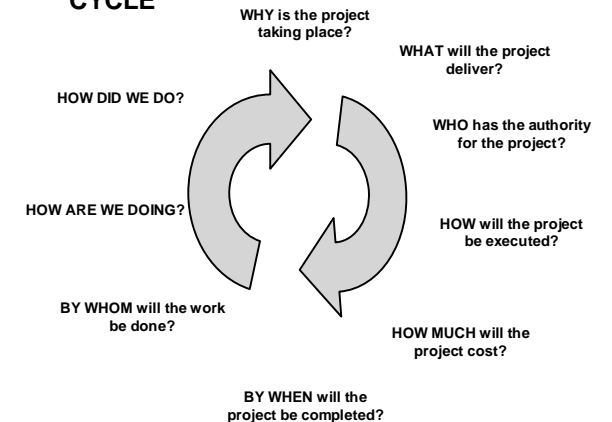 CYCLE
WHY is the project
taking place?
WHAT will the project
deliver?
WHO has the authority
for the project?
HOW will the project
be executed?
HOW MUCH will the
project cost?
BY WHEN will the
project be completed?
BY WHOM will the work
be done?
HOW ARE WE DOING?
HOW DID WE DO?